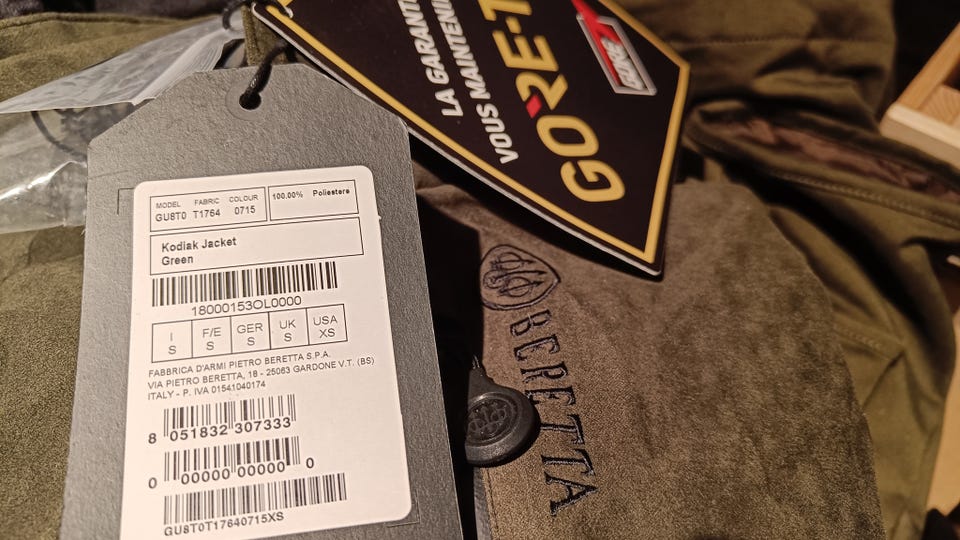 LA GARANT
VOUS MAINTENI
GORE-T
MODEL FABRIC COLOUR
GU8T0 T1764 0715
100.00% Poliestere
Kodiak Jacket
Green
18000153OL0000
I F/E GER UK USA
S S S S XS
FABBRICA D'ARMI PIETRO BERETTA S.P.A.
VIA PIETRO BERETTA, 18 - 25063 GARDONE V.T. (BS)
ITALY - P. IVA 01541040174
8 051832 307333
0 00000 00000 0
GU8T0T17640715XS
BERETTA